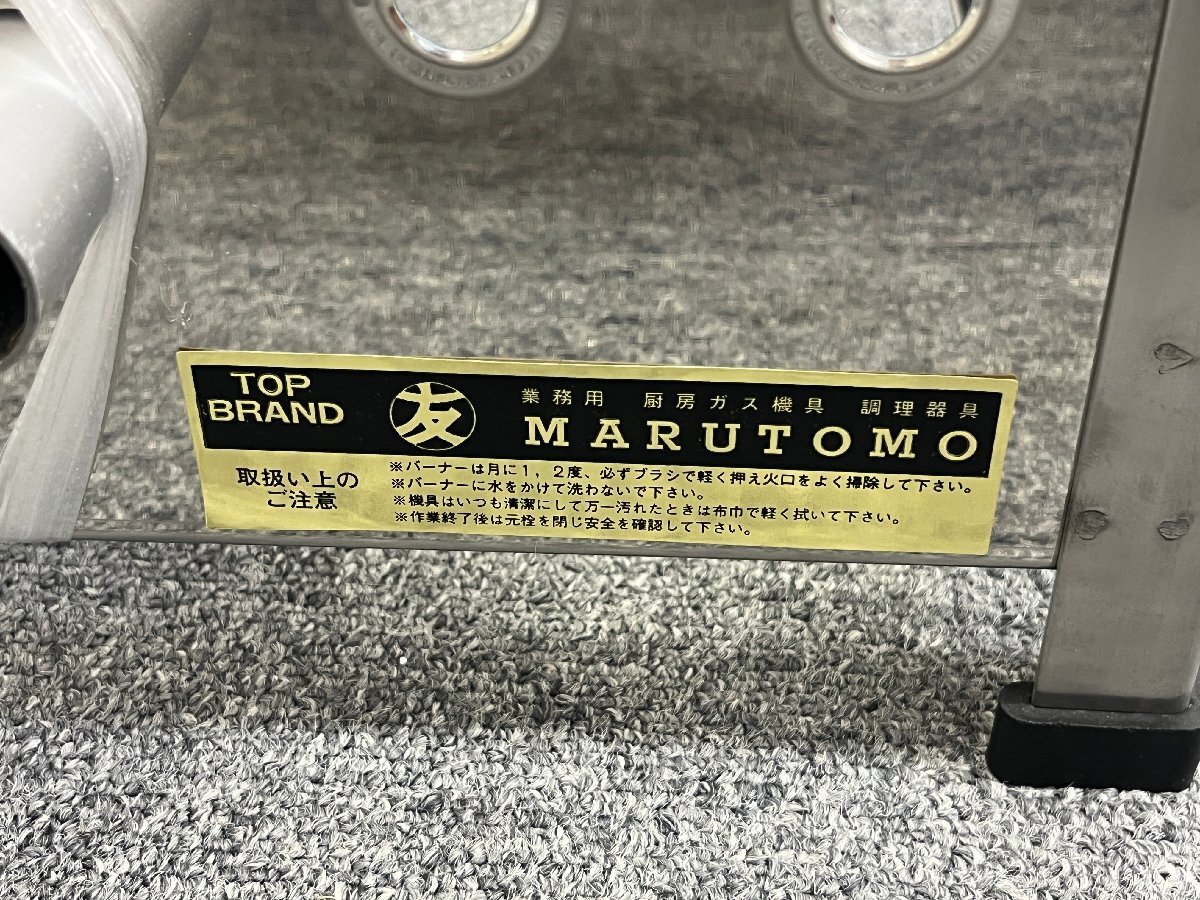 TOP
BRAND
友
業務用 厨房ガス機具 調理器具
MARUTOMO
取扱い上の
ご注意
※バーナーは月に1，2度、必ずブラシで軽く押え火口をよく掃除して下さい。
※バーナーに水をかけて洗わないで下さい。
※機具はいつも清潔にして万一汚れたときは布巾で軽く拭いて下さい。
※作業終了後は元栓を閉じ安全を確認して下さい。